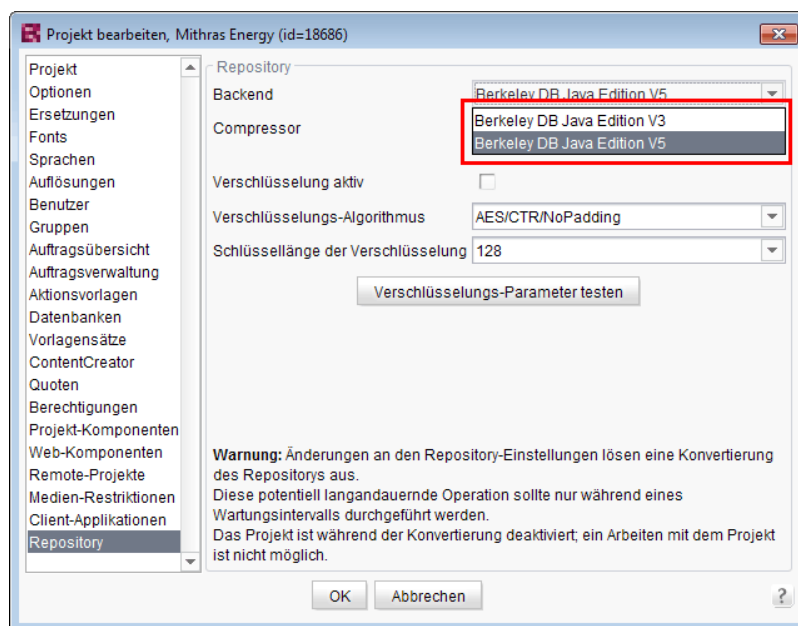 Projekt bearbeiten, Mithras Energy (id=18686)
Projekt
Optionen
Ersetzungen
Fonts
Sprachen
Auflösungen
Benutzer
Gruppen
Auftragsübersicht
Auftragsverwaltung
Aktionsvorlagen
Datenbanken
Vorlagensätze
ContentCreator
Quoten
Berechtigungen
Projekt-Komponenten
Web-Komponenten
Remote-Projekte
Medien-Restriktionen
Client-Applikationen
Repository
Repository
Backend
Berkeley DB Java Edition V5
Berkeley DB Java Edition V3
Berkeley DB Java Edition V5
Compressor
Verschlüsselung aktiv
Verschlüsselungs-Algorithmus
AES/CTR/NoPadding
Schlüssellänge der Verschlüsselung
128
Verschlüsselungs-Parameter testen
Warnung: Änderungen an den Repository-Einstellungen lösen eine Konvertierung
des Repositorys aus.
Diese potentiell langandauernde Operation sollte nur während eines
Wartungsintervalls durchgeführt werden.
Das Projekt ist während der Konvertierung deaktiviert; ein Arbeiten mit dem Projekt
ist nicht möglich.
OK
Abbrechen
?